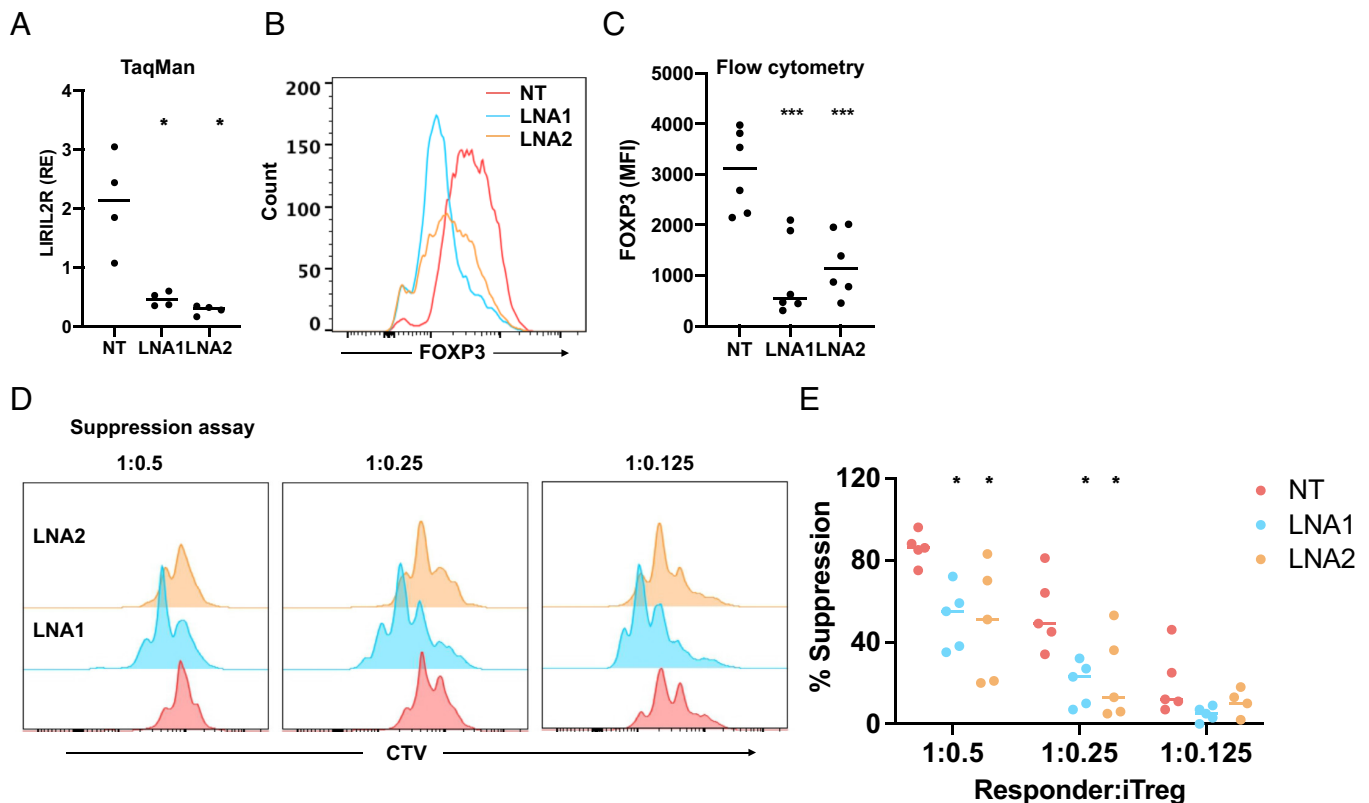 A
TaqMan
4
3
2
1
0
LIRIL2R (RE)
*
*
NT LNA1 LNA2
B
200
150
100
50
0
Count
NT
LNA1
LNA2
FOXP3
C
Flow cytometry
5000
4000
3000
2000
1000
0
FOXP3 (MFI)
***
***
NT LNA1 LNA2
D
Suppression assay
1:0.5
1:0.25
1:0.125
LNA2
LNA1
CTV
E
120
80
40
0
% Suppression
* * * *
NT
LNA1
LNA2
1:0.5 1:0.25 1:0.125
Responder:iTreg